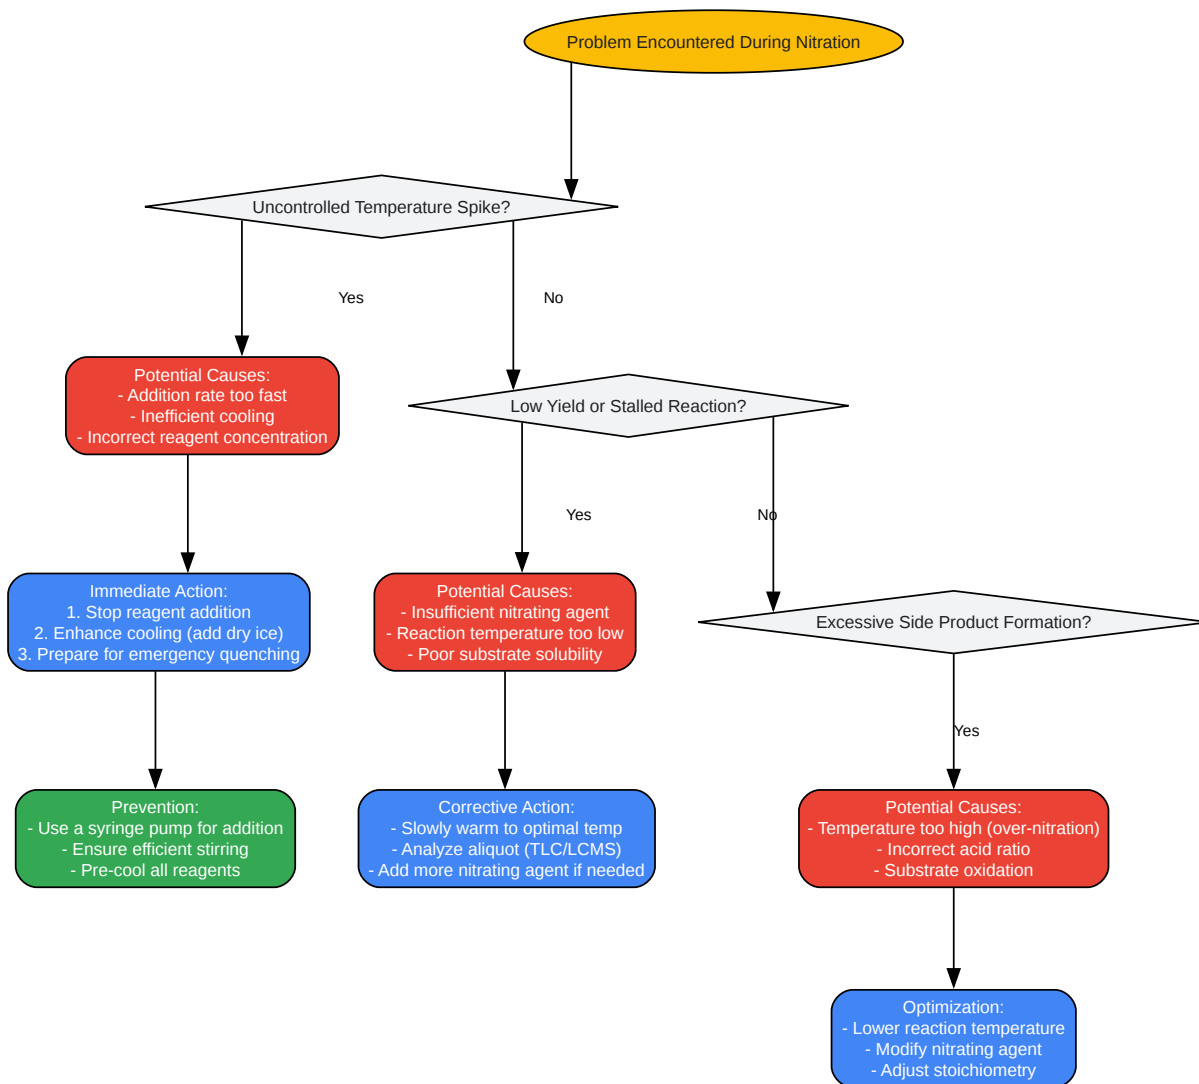 Problem Encountered During Nitration
Uncontrolled Temperature Spike?
Yes
No
Potential Causes:
- Addition rate too fast
- Inefficient cooling
- Incorrect reagent concentration
Low Yield or Stalled Reaction?
Yes
No
Immediate Action:
1. Stop reagent addition
2. Enhance cooling (add dry ice)
3. Prepare for emergency quenching
Potential Causes:
- Insufficient nitrating agent
- Reaction temperature too low
- Poor substrate solubility
Excessive Side Product Formation?
Yes
Prevention:
- Use a syringe pump for addition
- Ensure efficient stirring
- Pre-cool all reagents
Corrective Action:
- Slowly warm to optimal temp
- Analyze aliquot (TLC/LCMS)
- Add more nitrating agent if needed
Potential Causes:
- Temperature too high (over-nitration)
- Incorrect acid ratio
- Substrate oxidation
Optimization:
- Lower reaction temperature
- Modify nitrating agent
- Adjust stoichiometry